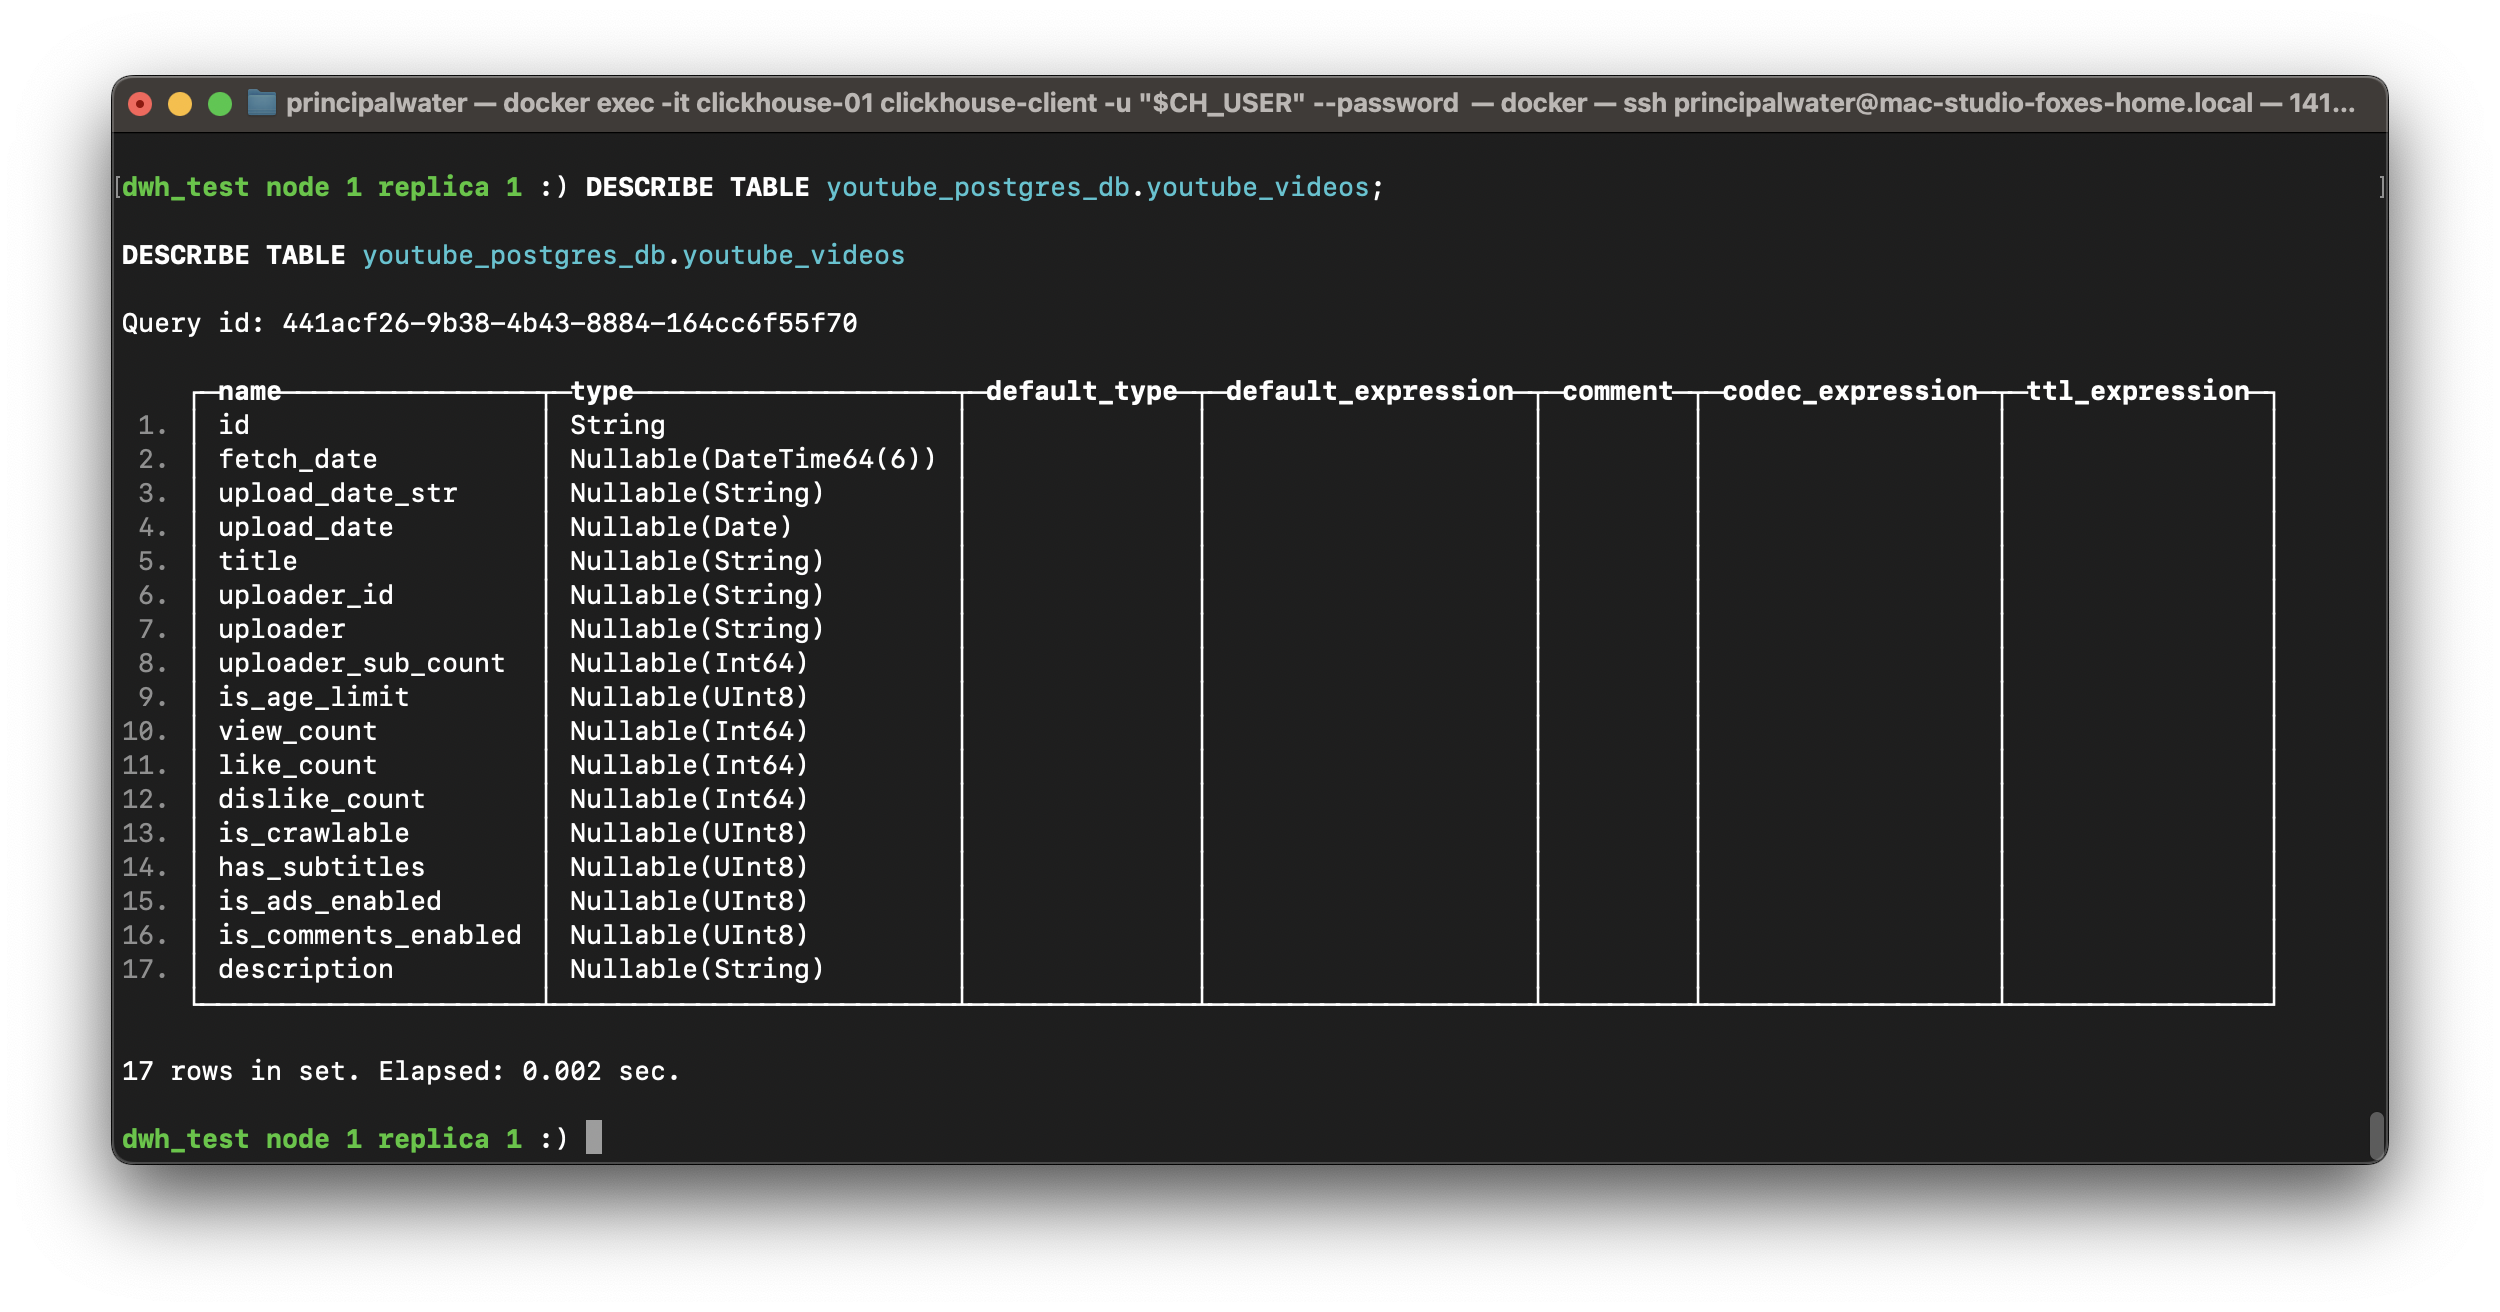 principalwater — docker exec -it clickhouse-01 clickhouse-client -u "$CH_USER" --password — docker — ssh principalwater@mac-studio-foxes-home.local — 141...
dwh_test node 1 replica 1 :) DESCRIBE TABLE youtube_postgres_db.youtube_videos;
DESCRIBE TABLE youtube_postgres_db.youtube_videos
Query id: 441acf26-9b38-4b43-8884-164cc6f55f70
name type default_type default_expression comment codec_expression ttl_expression
1. id String
2. fetch_date Nullable(DateTime64(6))
3. upload_date_str Nullable(String)
4. upload_date Nullable(Date)
5. title Nullable(String)
6. uploader_id Nullable(String)
7. uploader Nullable(String)
8. uploader_sub_count Nullable(Int64)
9. is_age_limit Nullable(UInt8)
10. view_count Nullable(Int64)
11. like_count Nullable(Int64)
12. dislike_count Nullable(Int64)
13. is_crawlable Nullable(UInt8)
14. has_subtitles Nullable(UInt8)
15. is_ads_enabled Nullable(UInt8)
16. is_comments_enabled Nullable(UInt8)
17. description Nullable(String)
17 rows in set. Elapsed: 0.002 sec.
dwh_test node 1 replica 1 :)